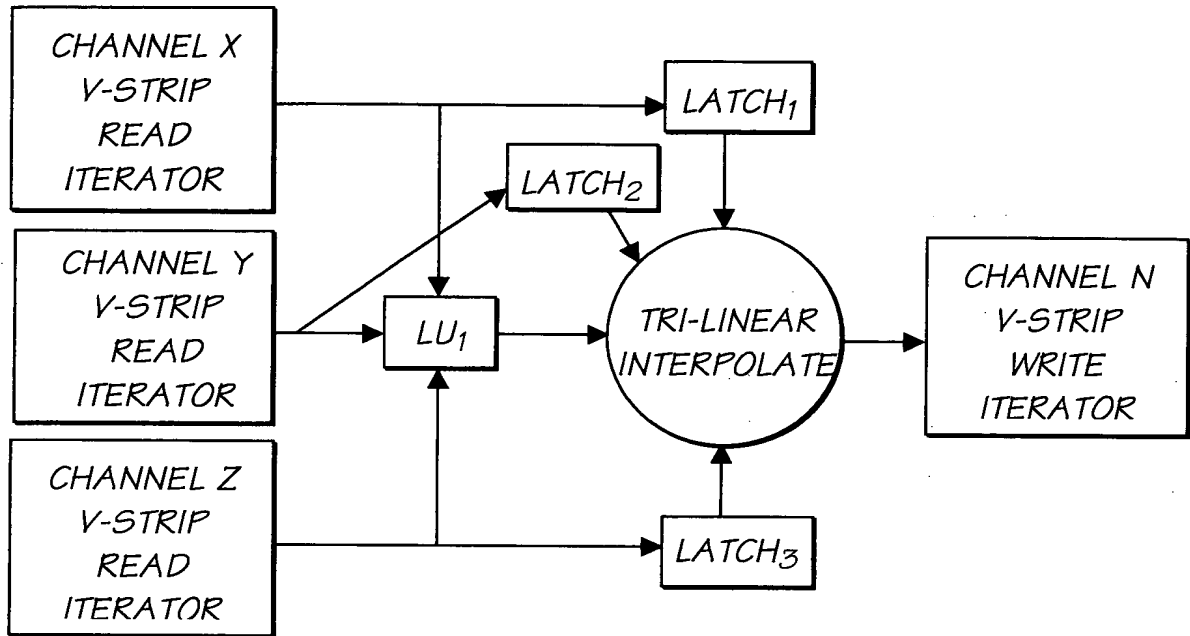 CHANNEL X
V-STRIP
READ
ITERATOR
LATCH1
LATCH2
CHANNEL Y
V-STRIP
READ
ITERATOR
LU1
TRI-LINEAR
INTERPOLATE
CHANNEL N
V-STRIP
WRITE
ITERATOR
CHANNEL Z
V-STRIP
READ
ITERATOR
LATCH3